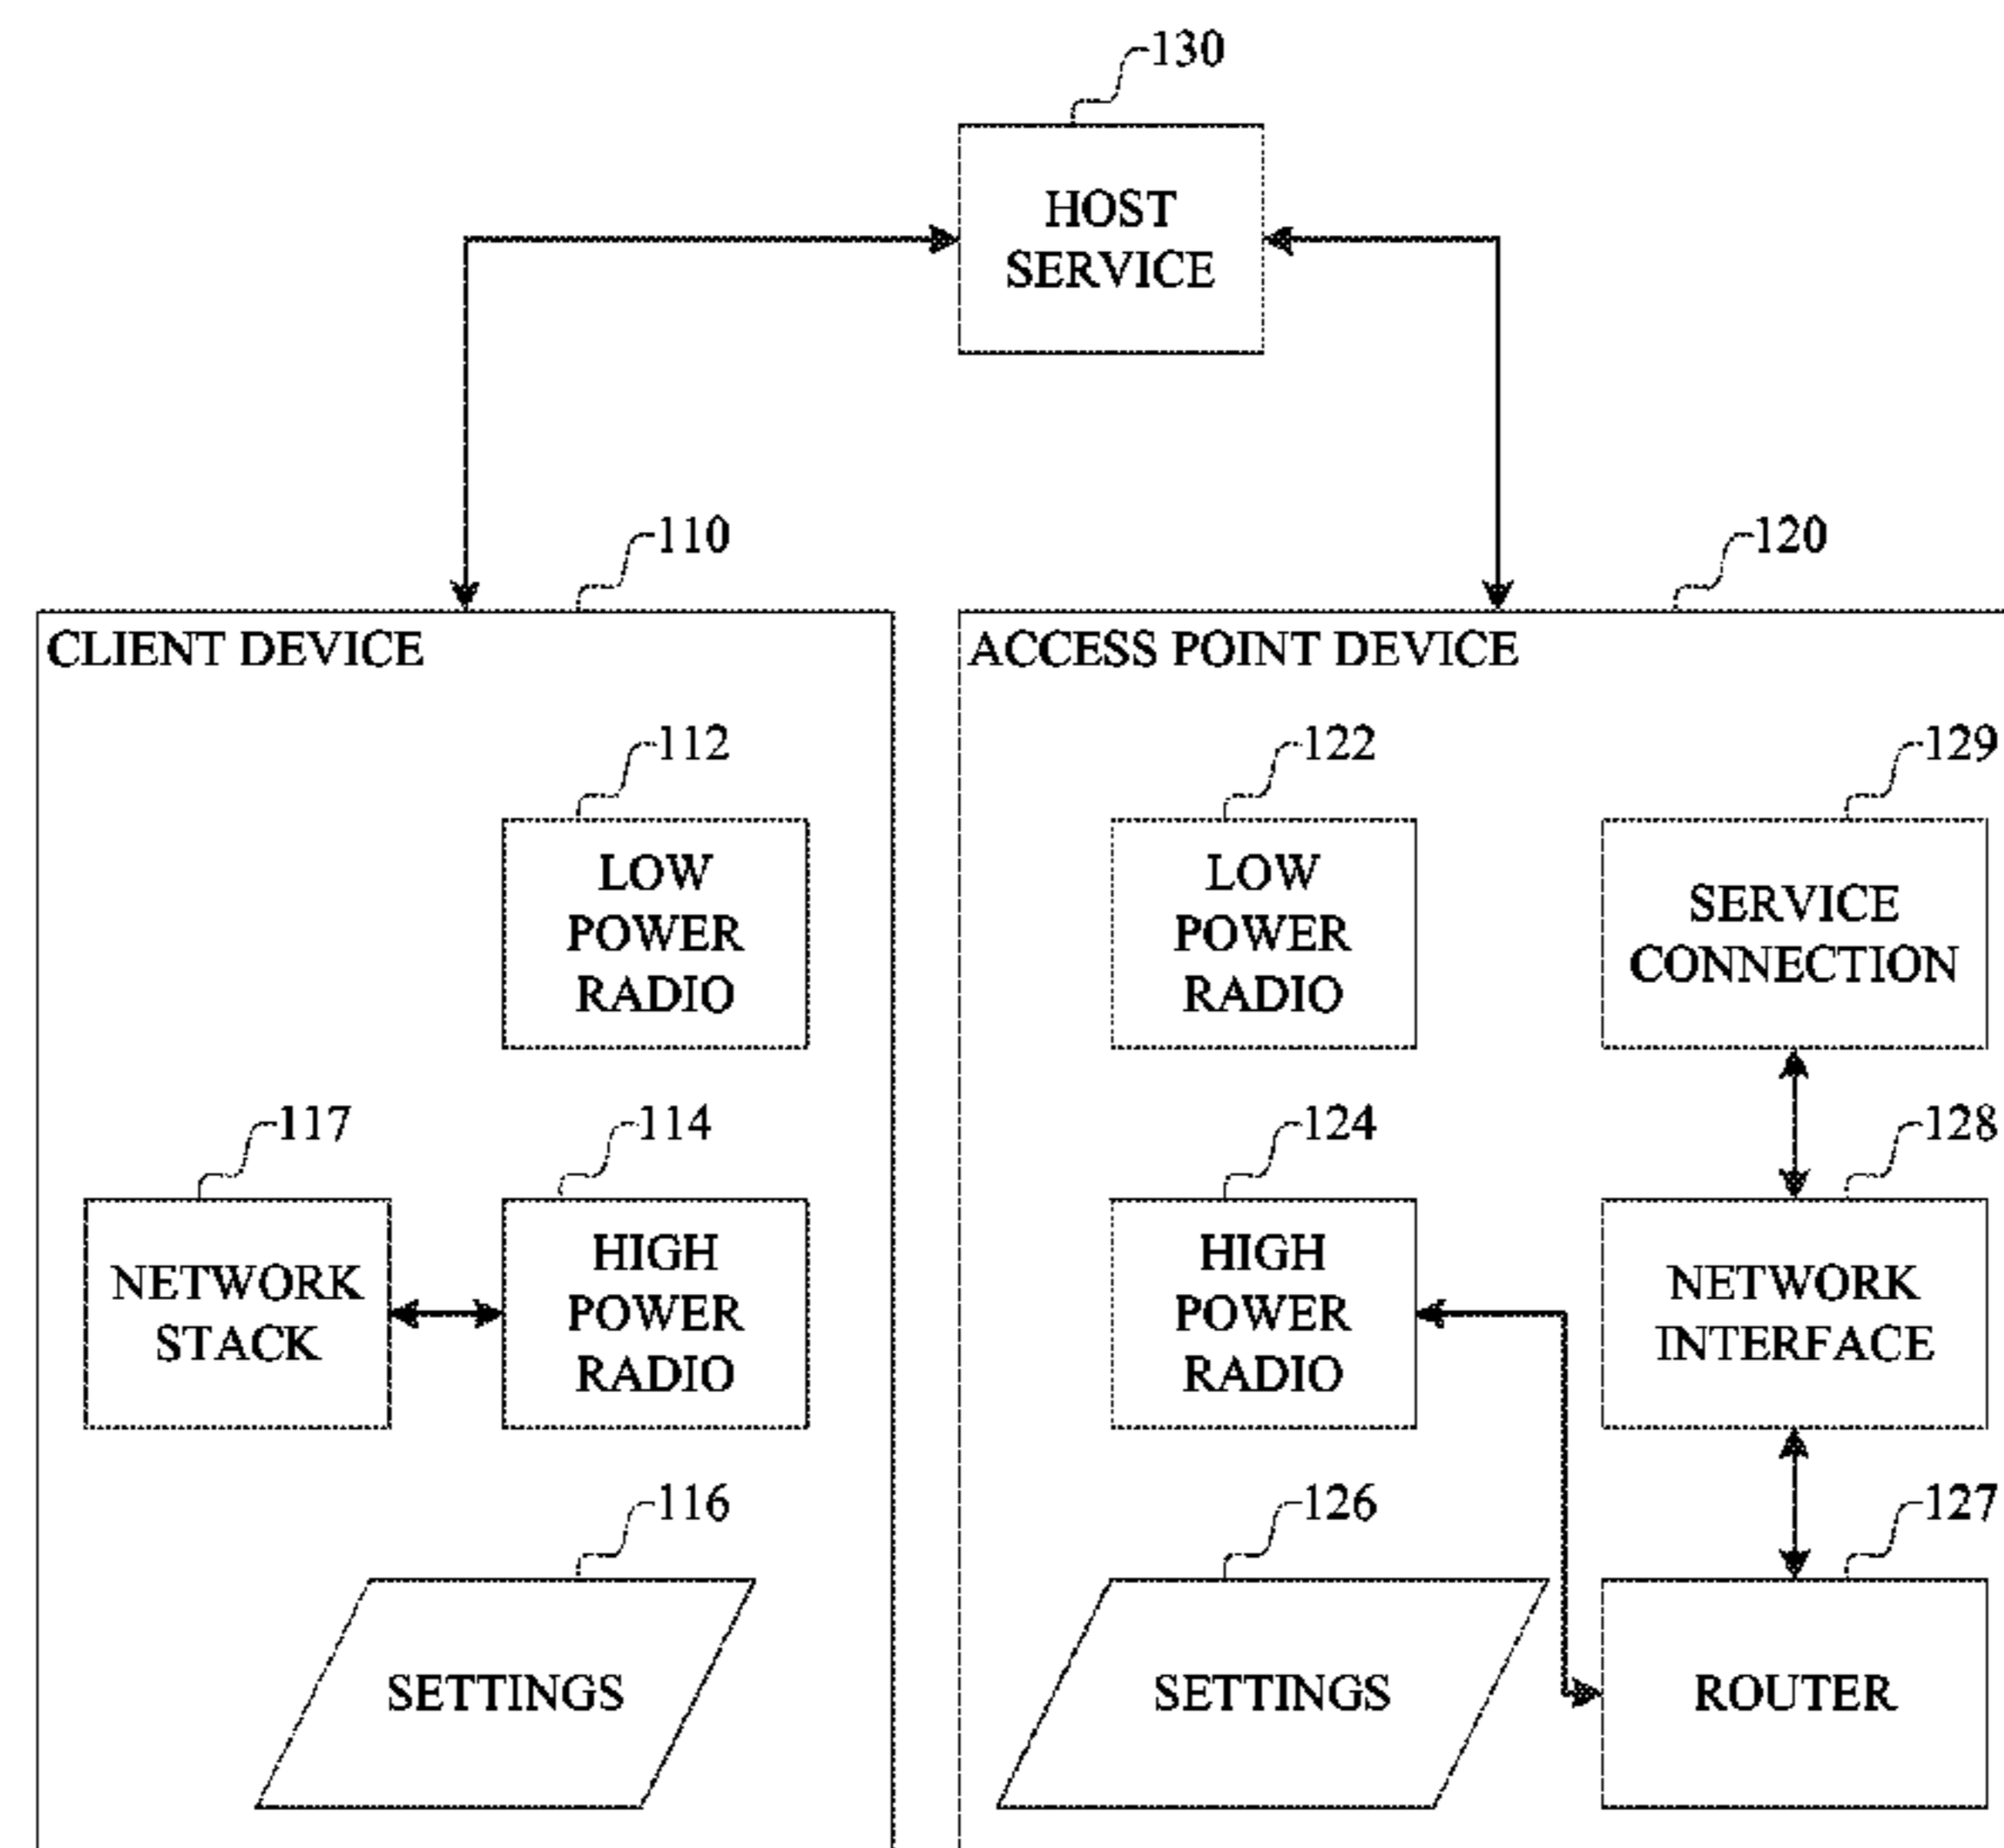 130
HOST
SERVICE
110
120
CLIENT DEVICE
ACCESS POINT DEVICE
112
122
129
LOW
POWER
RADIO
LOW
POWER
RADIO
SERVICE
CONNECTION
117
114
124
128
NETWORK
STACK
HIGH
POWER
RADIO
HIGH
POWER
RADIO
NETWORK
INTERFACE
116
126
127
SETTINGS
SETTINGS
ROUTER